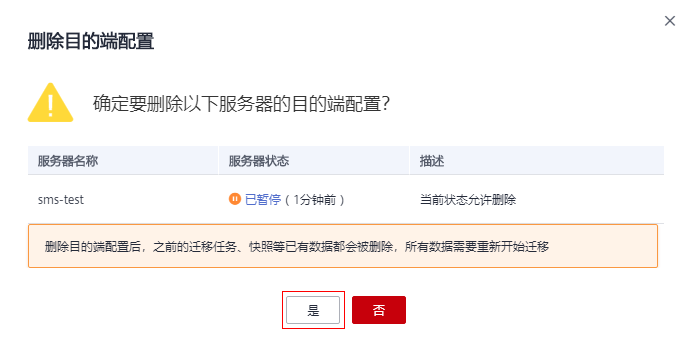 删除目的端配置
确定要删除以下服务器的目的端配置?
服务器名称 服务器状态 描述
sms-test 已暂停（1分钟前） 当前状态允许删除
删除目的端配置后，之前的迁移任务、快照等已有数据都会被删除，所有数据需要重新开始迁移
是 否